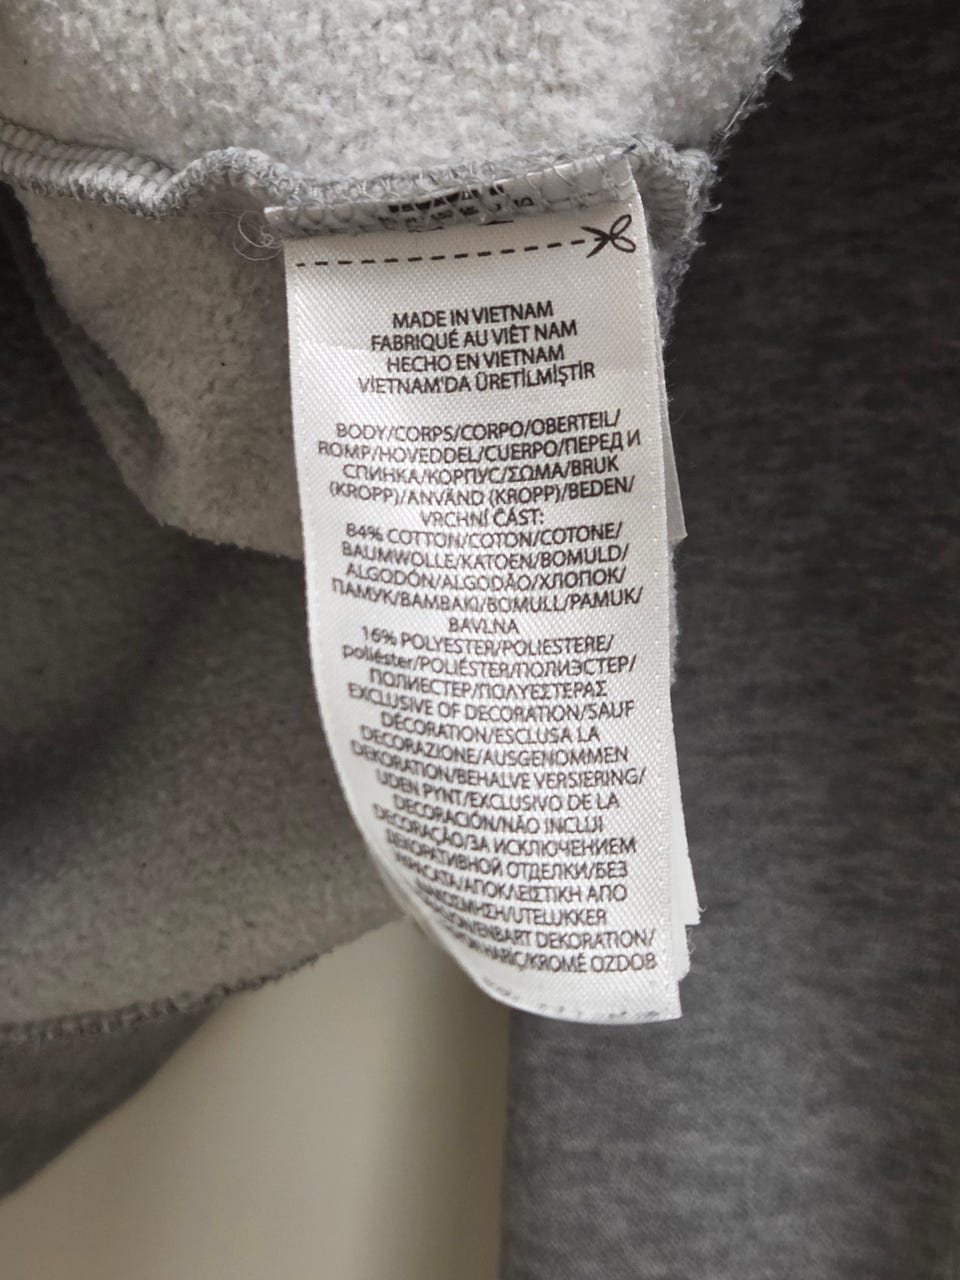 MADE IN VIETNAM
FABRIQUÉ AU VIÊT NAM
HECHO EN VIETNAM
VİETNAM'DA ÜRETİLMİŞTİR
BODY/CORPS/CORPO/OBERTEIL/
ROMP/HOVEDDEL/CUERPO/ПЕРЕД И
СПИНКА/КОРПУС/ΣΩΜΑ/BRUK
(KROPP)/ANVÄND (KROPP)/BEDEN/
VRCHNÍ ČÁST:
84% COTTON/COTON/COTONE/
BAUMWOLLE/KATOEN/BOMULD/
ALGODÓN/ALGODÃO/ХЛОПОК/
ПАМУК/ΒΑΜΒΑΚΙ/BOMULL/PAMUK/
BAVLNA
16% POLYESTER/POLIESTERE/
poliéster/POLIÉSTER/ПОЛИЭСТЕР/
ПОЛИЕСТЕР/ΠΟΛΥΕΣΤΕΡΑΣ
EXCLUSIVE OF DECORATION/SAUF
DÉCORATION/ESCLUSA LA
DECORAZIONE/AUSGENOMMEN
DEKORATION/BEHALVE VERSIERING/
UDEN PYNT/EXCLUSIVO DE LA
DECORACIÓN/NÃO INCLUI
DECORAÇÃO/ЗА ИСКЛЮЧЕНИЕМ
ДЕКОРАТИВНОЙ ОТДЕЛКИ/БЕЗ
ΑΠΟΚΛΕΙΣΤΙΚΗ ΑΠΟ
UTELUKKER
DEKORATION/
KROMĚ OZDOB